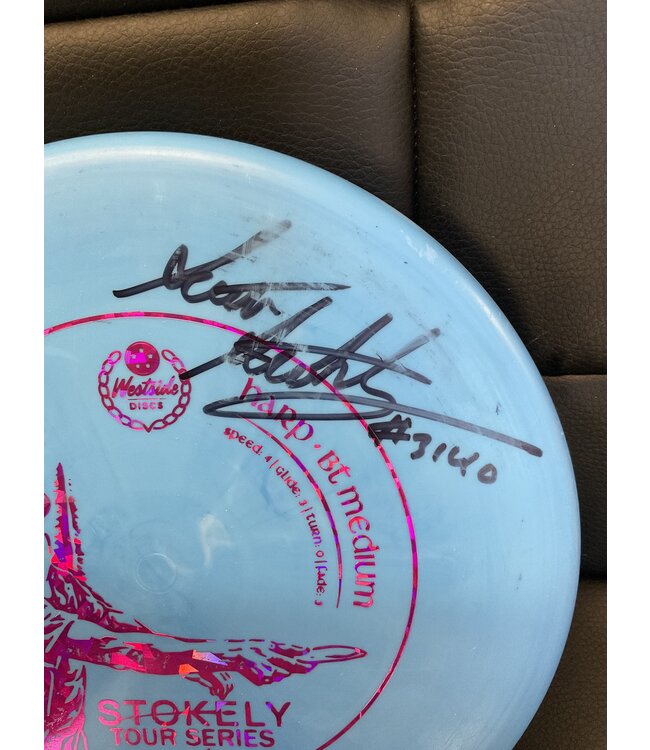 #3140
Westside
DISCS
Harp • Bt medium
Speed: 4 | Glide: 3 | Turn: 0 | Fade: 3
STOKELY
TOUR SERIES